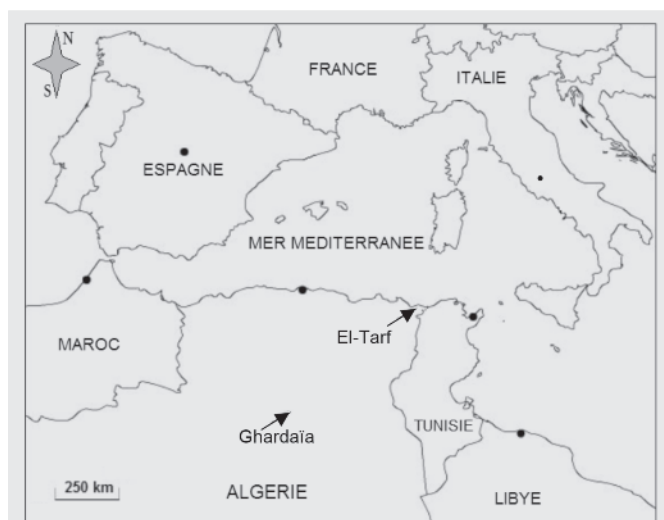 N
S
FRANCE
ITALIE
ESPAGNE
MER MEDITERRANEE
El-Tarf
MAROC
TUNISIE
Ghardaïa
250 km
ALGERIE
LIBYE